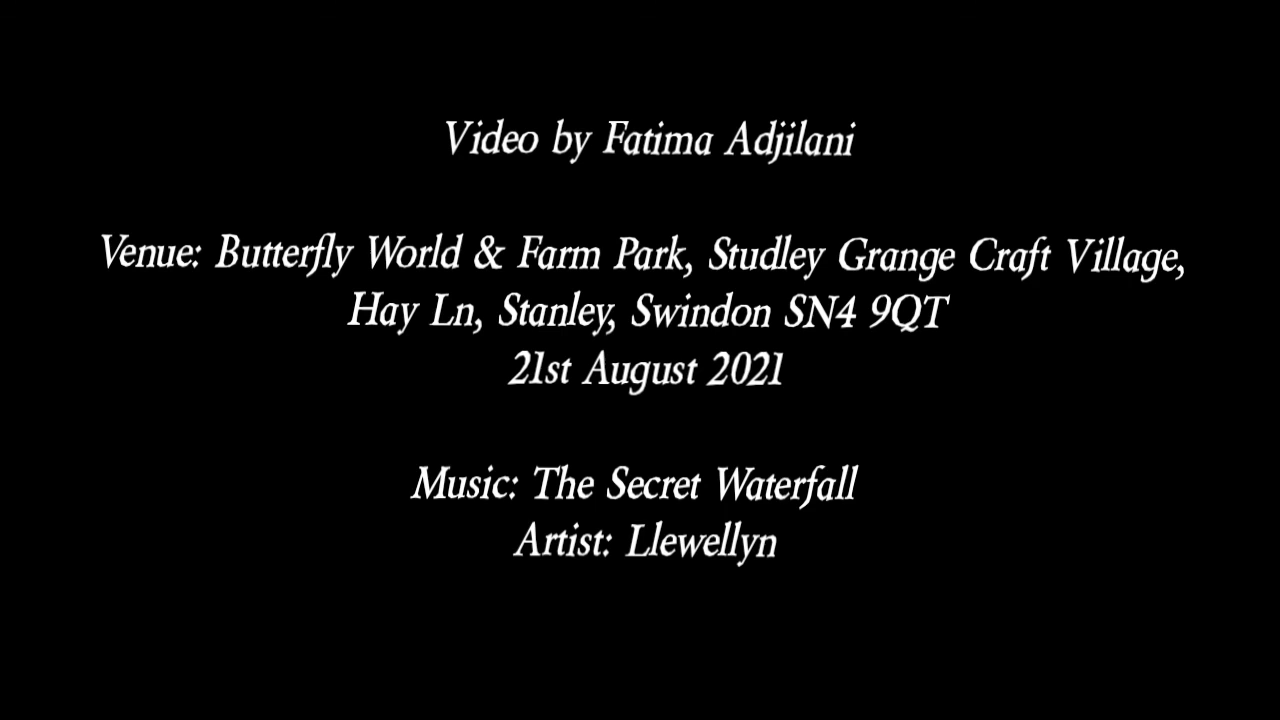 Video by Fatima Adjilani
Venue: Butterfly World & Farm Park, Studley Grange Craft Village,
Hay Ln, Stanley, Swindon SN4 9QT
21st August 2021
Music: The Secret Waterfall
Artist: Llewellyn